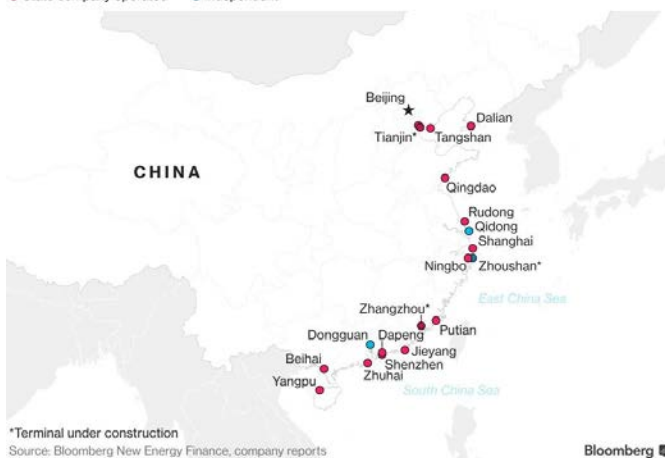 Beijing
Dalian
Tianjin*
Tangshan
CHINA
Qingdao
Rudong
Qidong
Shanghai
Ningbo
Zhoushan*
East China Sea
Zhangzhou*
Putian
Dongguan
Dapeng
Jieyang
Shenzhen
Beihai
Zhuhai
Yangpu
South China Sea
*Terminal under construction
Source: Bloomberg New Energy Finance, company reports
Bloomberg